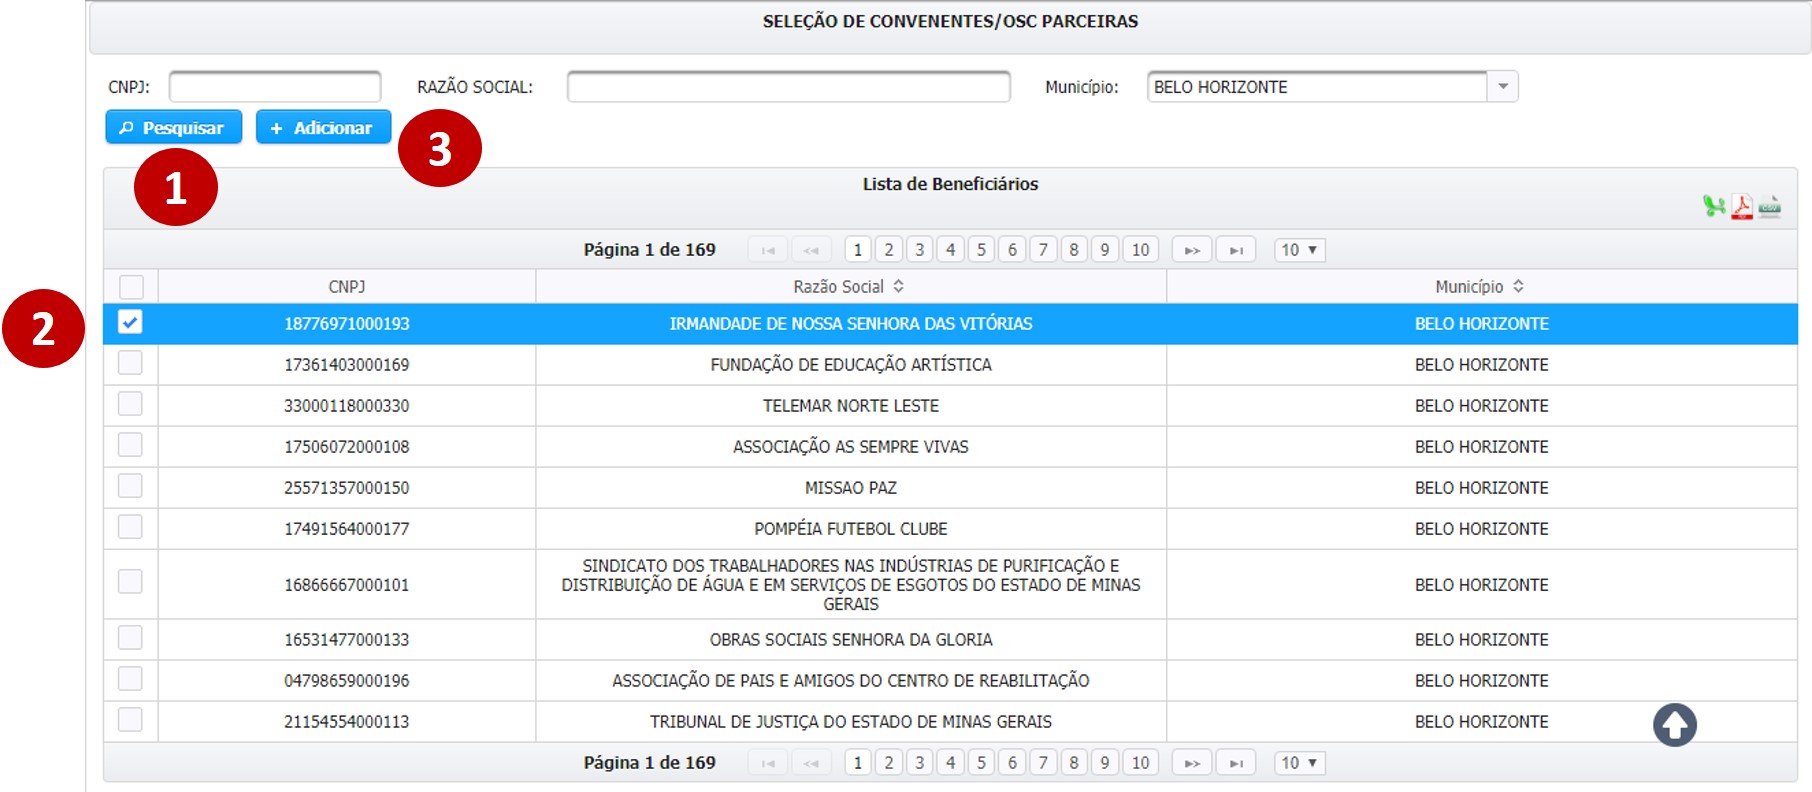 SELEÇÃO DE CONVENENTES/OSC PARCEIRAS
CNPJ: RAZÃO SOCIAL: Município: BELO HORIZONTE
Pesquisar + Adicionar
3
1
Lista de Beneficiários
PDF CSV
Página 1 de 169 1 2 3 4 5 6 7 8 9 10 10
CNPJ Razão Social Município
2
18776971000193 IRMANDADE DE NOSSA SENHORA DAS VITÓRIAS BELO HORIZONTE
17361403000169 FUNDAÇÃO DE EDUCAÇÃO ARTÍSTICA BELO HORIZONTE
33000118000330 TELEMAR NORTE LESTE BELO HORIZONTE
17506072000108 ASSOCIAÇÃO AS SEMPRE VIVAS BELO HORIZONTE
25571357000150 MISSAO PAZ BELO HORIZONTE
17491564000177 POMPÉIA FUTEBOL CLUBE BELO HORIZONTE
SINDICATO DOS TRABALHADORES NAS INDÚSTRIAS DE PURIFICAÇÃO E
16866667000101 DISTRIBUIÇÃO DE ÁGUA E EM SERVIÇOS DE ESGOTOS DO ESTADO DE MINAS BELO HORIZONTE
GERAIS
16531477000133 OBRAS SOCIAIS SENHORA DA GLORIA BELO HORIZONTE
04798659000196 ASSOCIAÇÃO DE PAIS E AMIGOS DO CENTRO DE REABILITAÇÃO BELO HORIZONTE
21154554000113 TRIBUNAL DE JUSTIÇA DO ESTADO DE MINAS GERAIS BELO HORIZONTE
Página 1 de 169 1 2 3 4 5 6 7 8 9 10 10